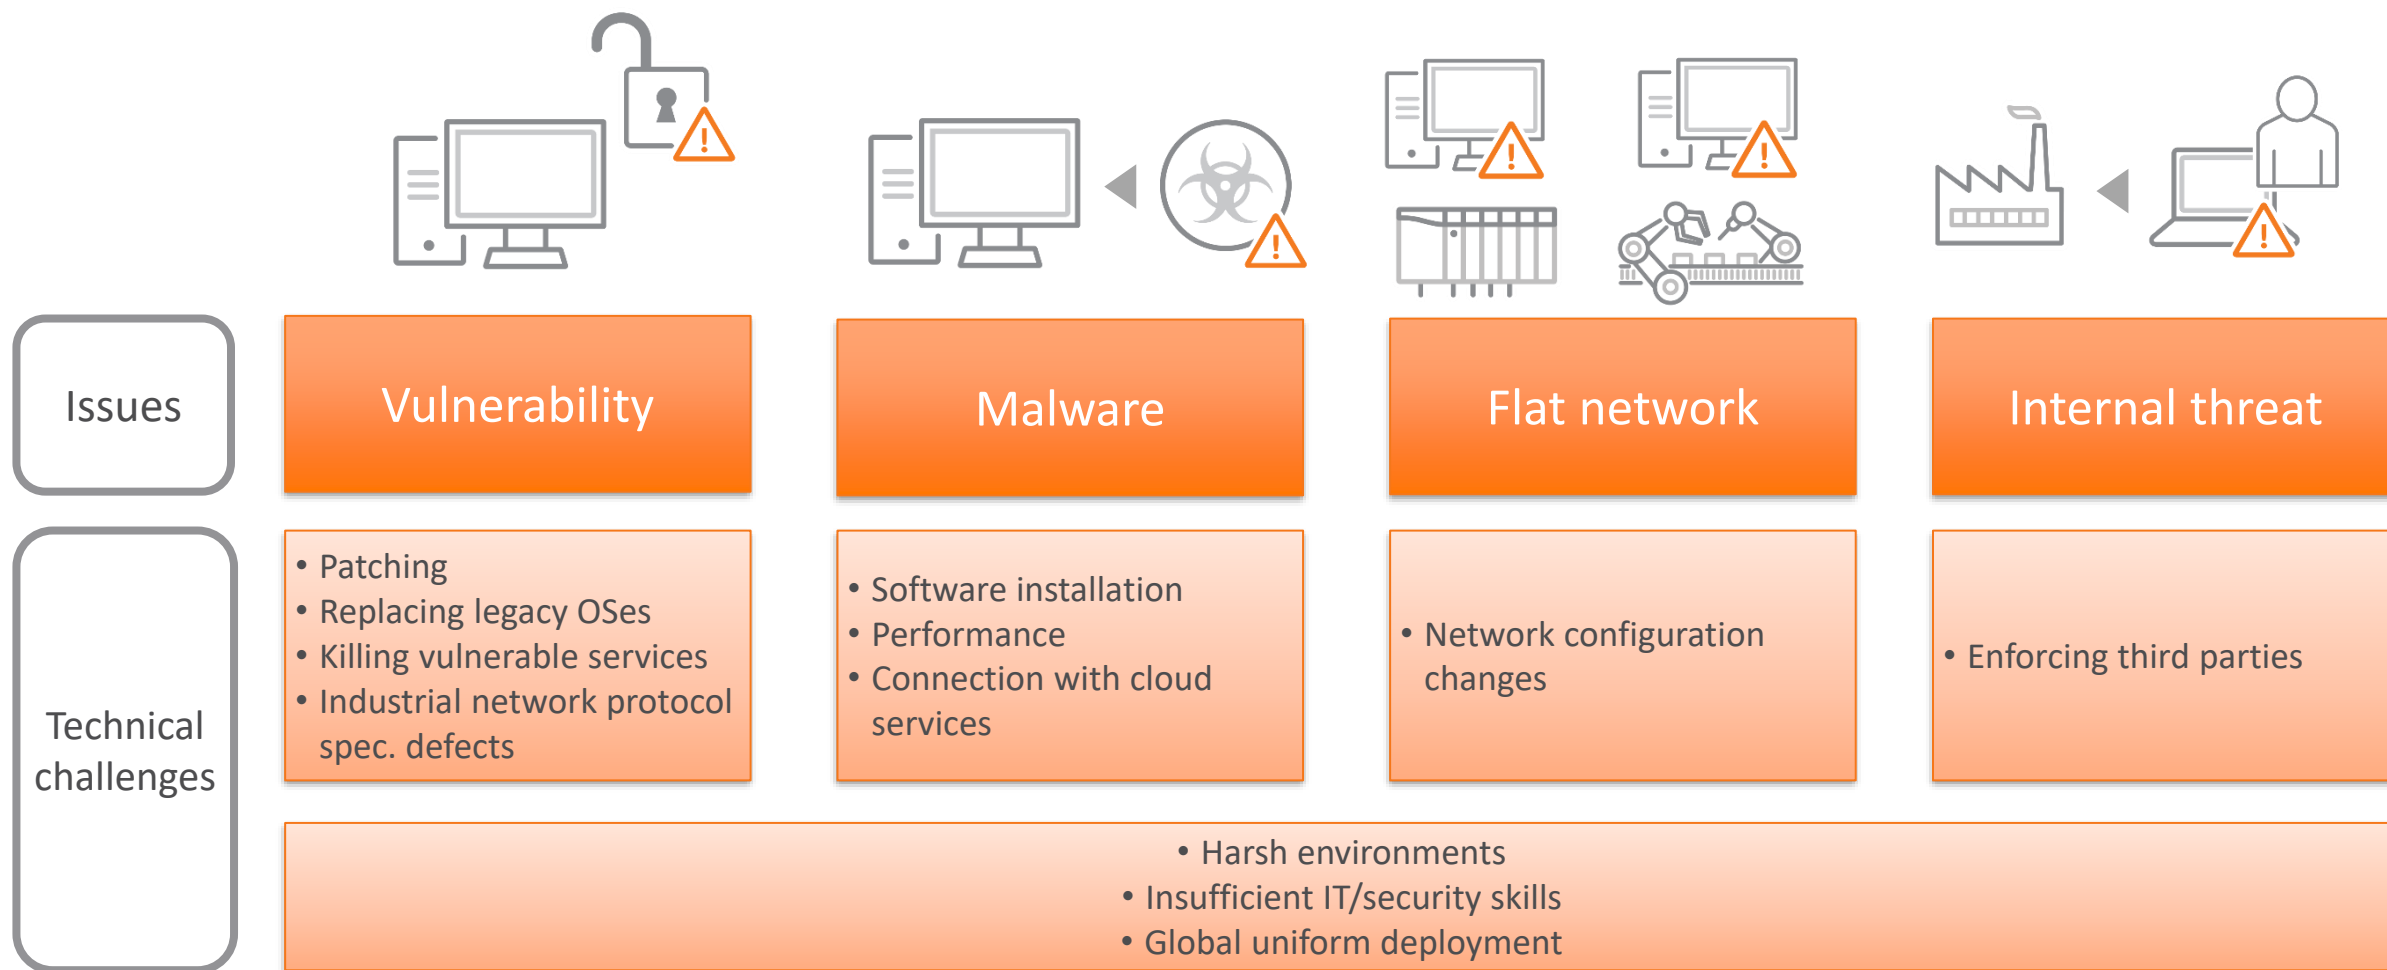 Issues
Vulnerability
Malware
Flat network
Internal threat
Technical
challenges
• Patching
• Replacing legacy OSes
• Killing vulnerable services
• Industrial network protocol
spec. defects
• Software installation
• Performance
• Connection with cloud
services
• Network configuration
changes
• Enforcing third parties
• Harsh environments
• Insufficient IT/security skills
• Global uniform deployment